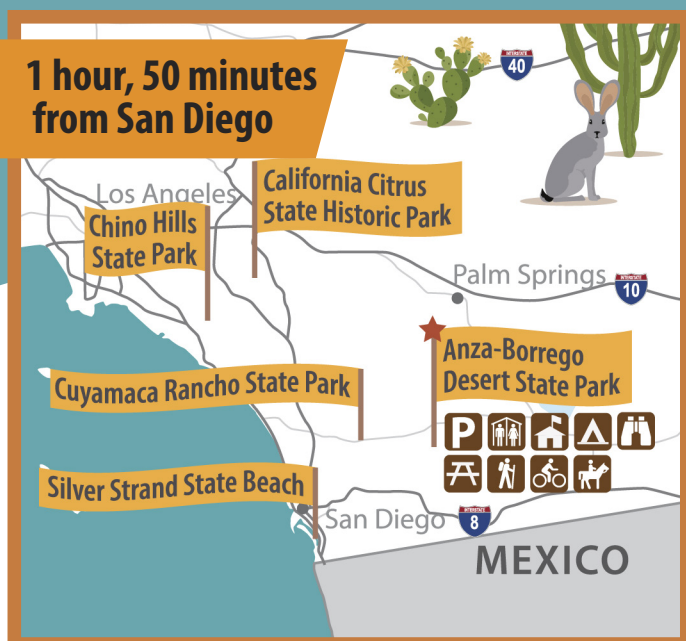 1 hour, 50 minutes
from San Diego
INTERSTATE
40
Los Angeles
California Citrus
State Historic Park
Chino Hills
State Park
Palm Springs
INTERSTATE
10
Anza-Borrego
Desert State Park
Cuyamaca Rancho State Park
P
Silver Strand State Beach
San Diego
INTERSTATE
8
MEXICO